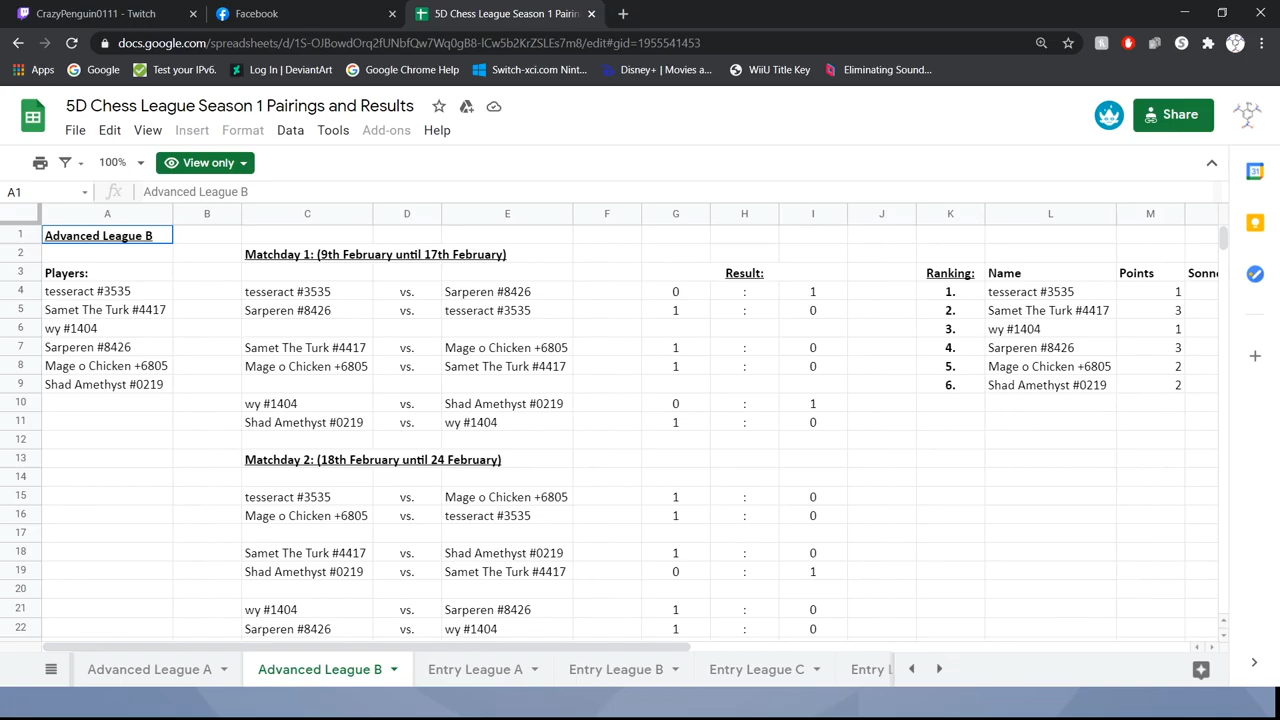 CrazyPenguin0111 - Twitch
Facebook
5D Chess League Season 1 Pairin
docs.google.com/spreadsheets/d/1S-OJBowdOrq2fUNbfQw7Wq0gB8-lCw5b2KrZSLEs7m8/edit#gid=1955541453
Apps Google Test your IPv6. Log In | DeviantArt Google Chrome Help Switch-xci.com Nint... Disney+ | Movies a... WiiU Title Key Eliminating Sound...
5D Chess League Season 1 Pairings and Results
File Edit View Insert Format Data Tools Add-ons Help
Share
100% View only
31
A1 fx Advanced League B
A B C D E F G H I J K L M
1 Advanced League B
2 Matchday 1: (9th February until 17th February)
3 Players: Result: Ranking: Name Points Sonne
4 tesseract #3535 tesseract #3535 vs. Sarperen #8426 0 : 1 1. tesseract #3535 1
5 Samet The Turk #4417 Sarperen #8426 vs. tesseract #3535 1 : 0 2. Samet The Turk #4417 3
6 wy #1404 3. wy #1404 1
7 Sarperen #8426 Samet The Turk #4417 vs. Mage o Chicken +6805 1 : 0 4. Sarperen #8426 3
8 Mage o Chicken +6805 Mage o Chicken +6805 vs. Samet The Turk #4417 1 : 0 5. Mage o Chicken +6805 2
9 Shad Amethyst #0219 6. Shad Amethyst #0219 2
10 wy #1404 vs. Shad Amethyst #0219 0 : 1
11 Shad Amethyst #0219 vs. wy #1404 1 : 0
12
13 Matchday 2: (18th February until 24 February)
14
15 tesseract #3535 vs. Mage o Chicken +6805 1 : 0
16 Mage o Chicken +6805 vs. tesseract #3535 1 : 0
17
18 Samet The Turk #4417 vs. Shad Amethyst #0219 1 : 0
19 Shad Amethyst #0219 vs. Samet The Turk #4417 0 : 1
20
21 wy #1404 vs. Sarperen #8426 1 : 0
22 Sarperen #8426 vs. wy #1404 1 : 0
Advanced League A Advanced League B Entry League A Entry League B Entry League C Entry L